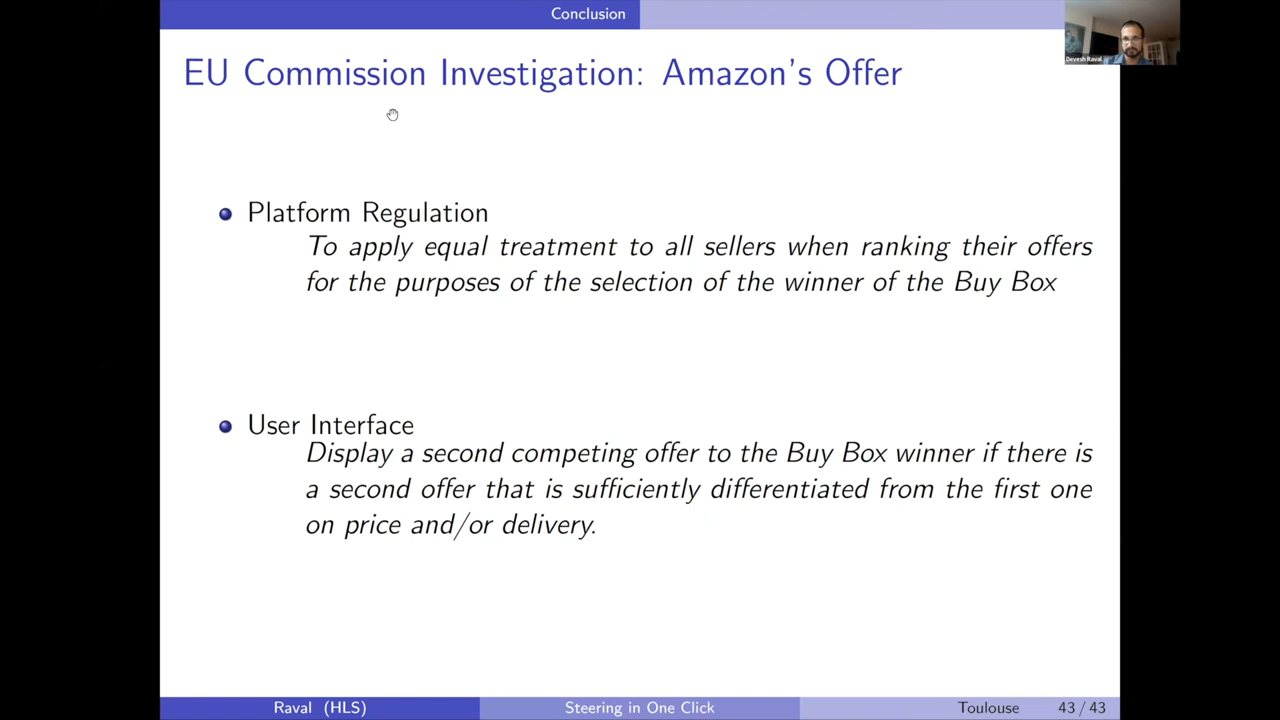 Conclusion
EU Commission Investigation: Amazon's Offer
Devesh Raval
Platform Regulation
To apply equal treatment to all sellers when ranking their offers
for the purposes of the selection of the winner of the Buy Box
User Interface
Display a second competing offer to the Buy Box winner if there is
a second offer that is sufficiently differentiated from the first one
on price and/or delivery.
Raval (HLS)
Steering in One Click
Toulouse
43 / 43